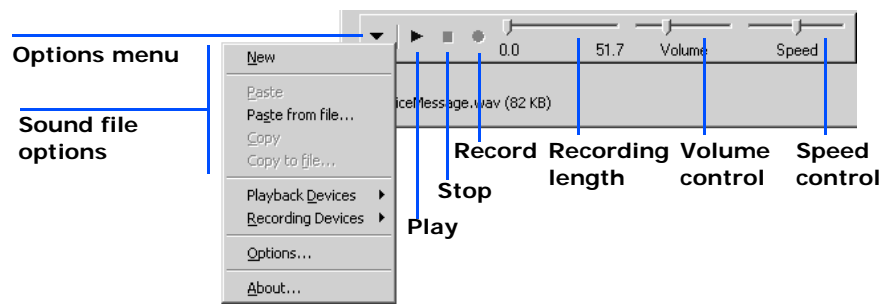 Options menu
Sound file
options
0.0 51.7 Volume Speed
New
Paste
Paste from file...
Copy
Copy to file...
Playback Devices
Recording Devices
Options...
About...
iceMessage.wav (82 KB)
Record
Recording
length
Volume
control
Speed
control
Stop
Play